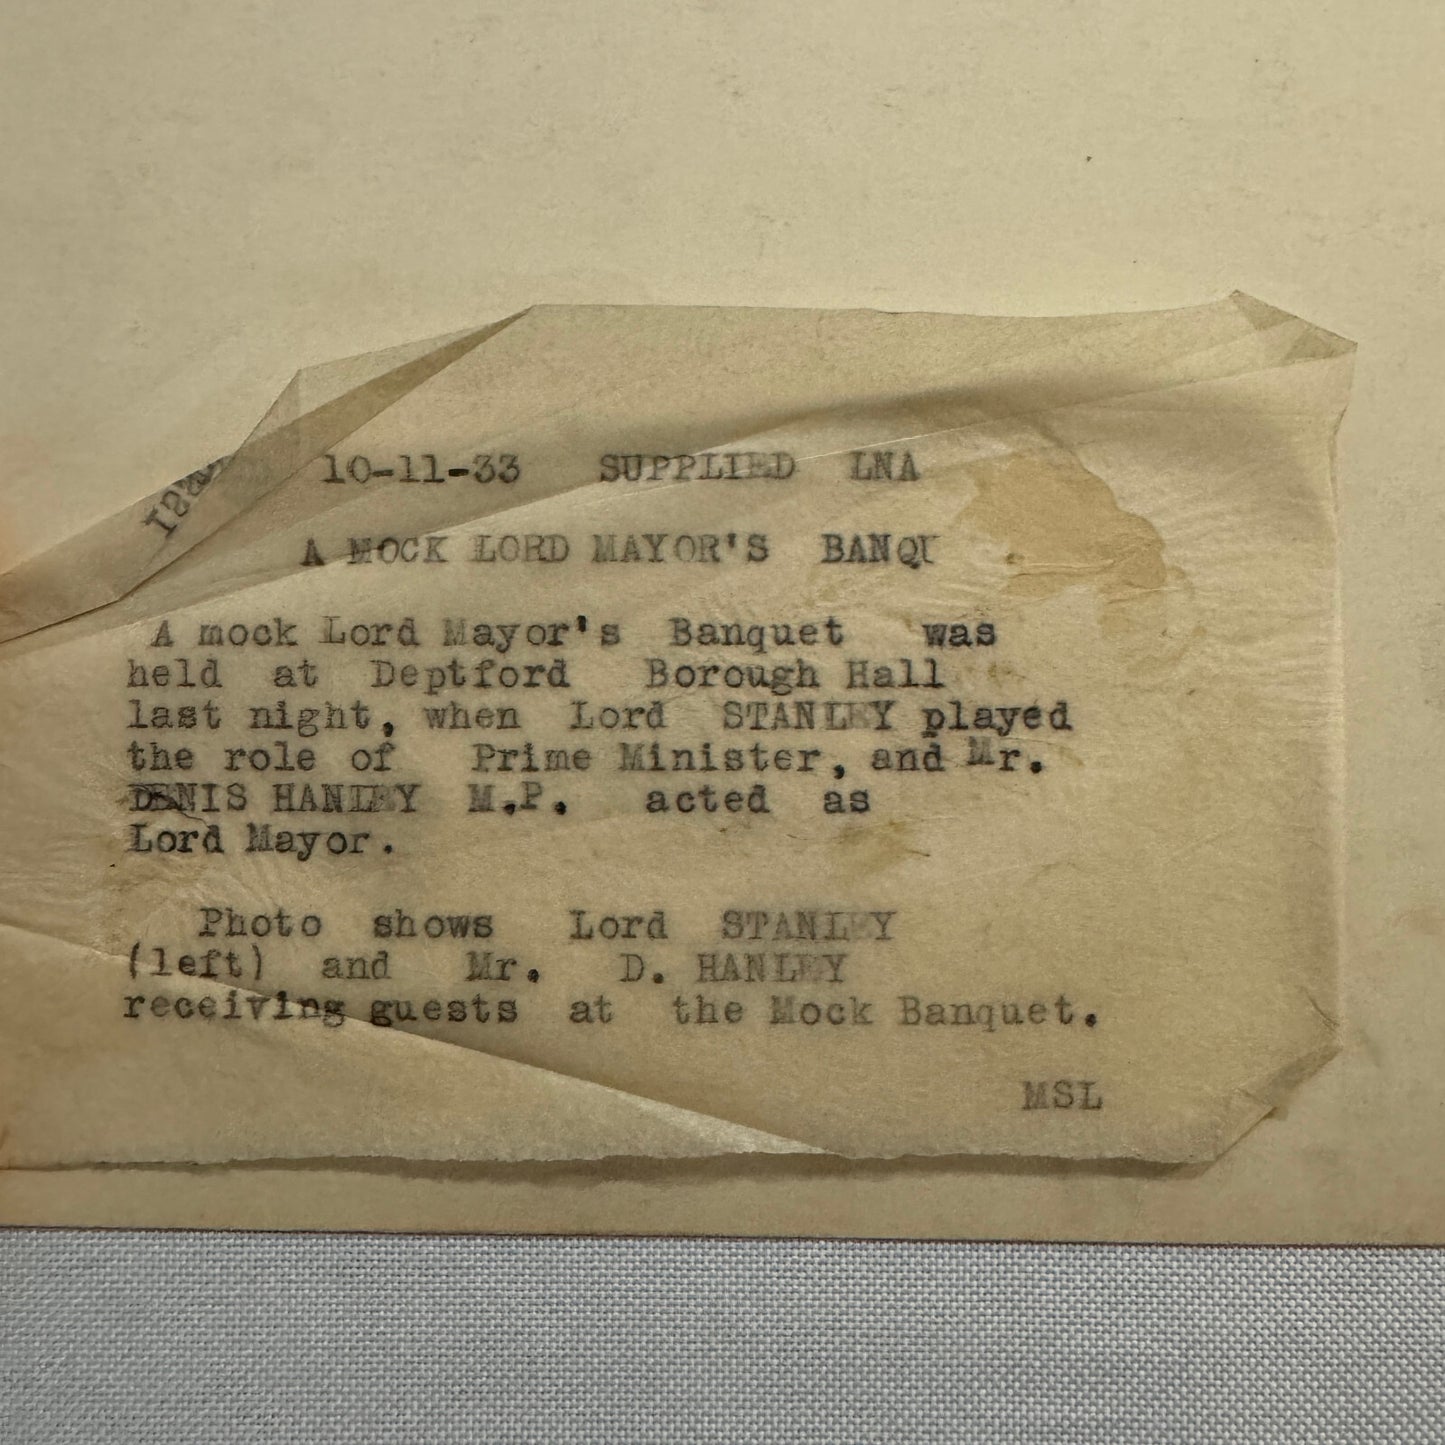 10-11-33 SUPPLIED LNA
A MOCK LORD MAYOR'S
A mock Lord Mayor's Banquet was
held at Deptford Borough Hall
last night, when Lord STANLEY played
the role of Prime Minister, and Mr.
DENIS HANLEY M.P. acted as
Lord Mayor.
Photo shows Lord STANLEY
(left) and Mr. D. HANLEY
receiving guests at the Mock Banquet.
MSL